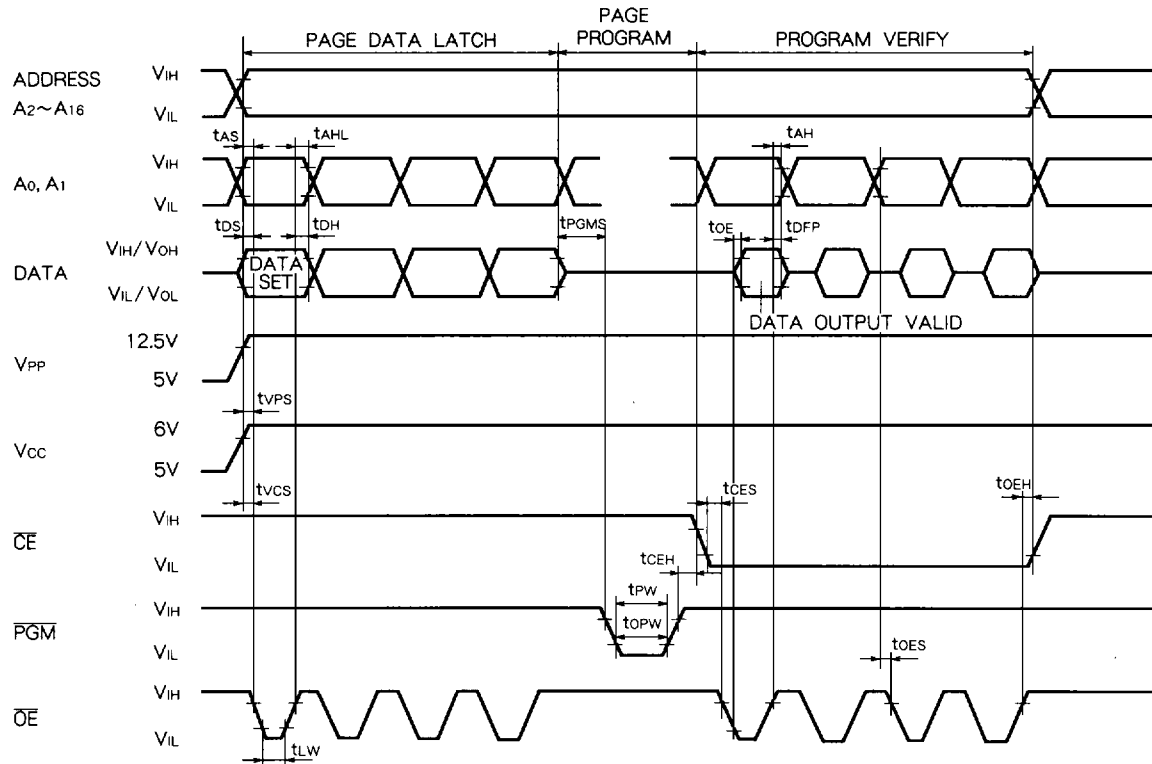 PAGE DATA LATCH
PAGE
PROGRAM
PROGRAM VERIFY
ADDRESS
A2~A16
VIH
VIL
tAS
tAHL
tAH
A0, A1
VIH
VIL
tDS
tDH
tPGMS
tOE
tDFP
DATA
VIH/VOH
VIL/VOL
DATA
SET
DATA OUTPUT VALID
VPP
12.5V
5V
tVPS
VCC
6V
5V
tVCS
tCES
tOEH
CE
VIH
VIL
tCEH
PGM
VIH
VIL
tPW
tOPW
tOES
OE
VIH
VIL
tLW